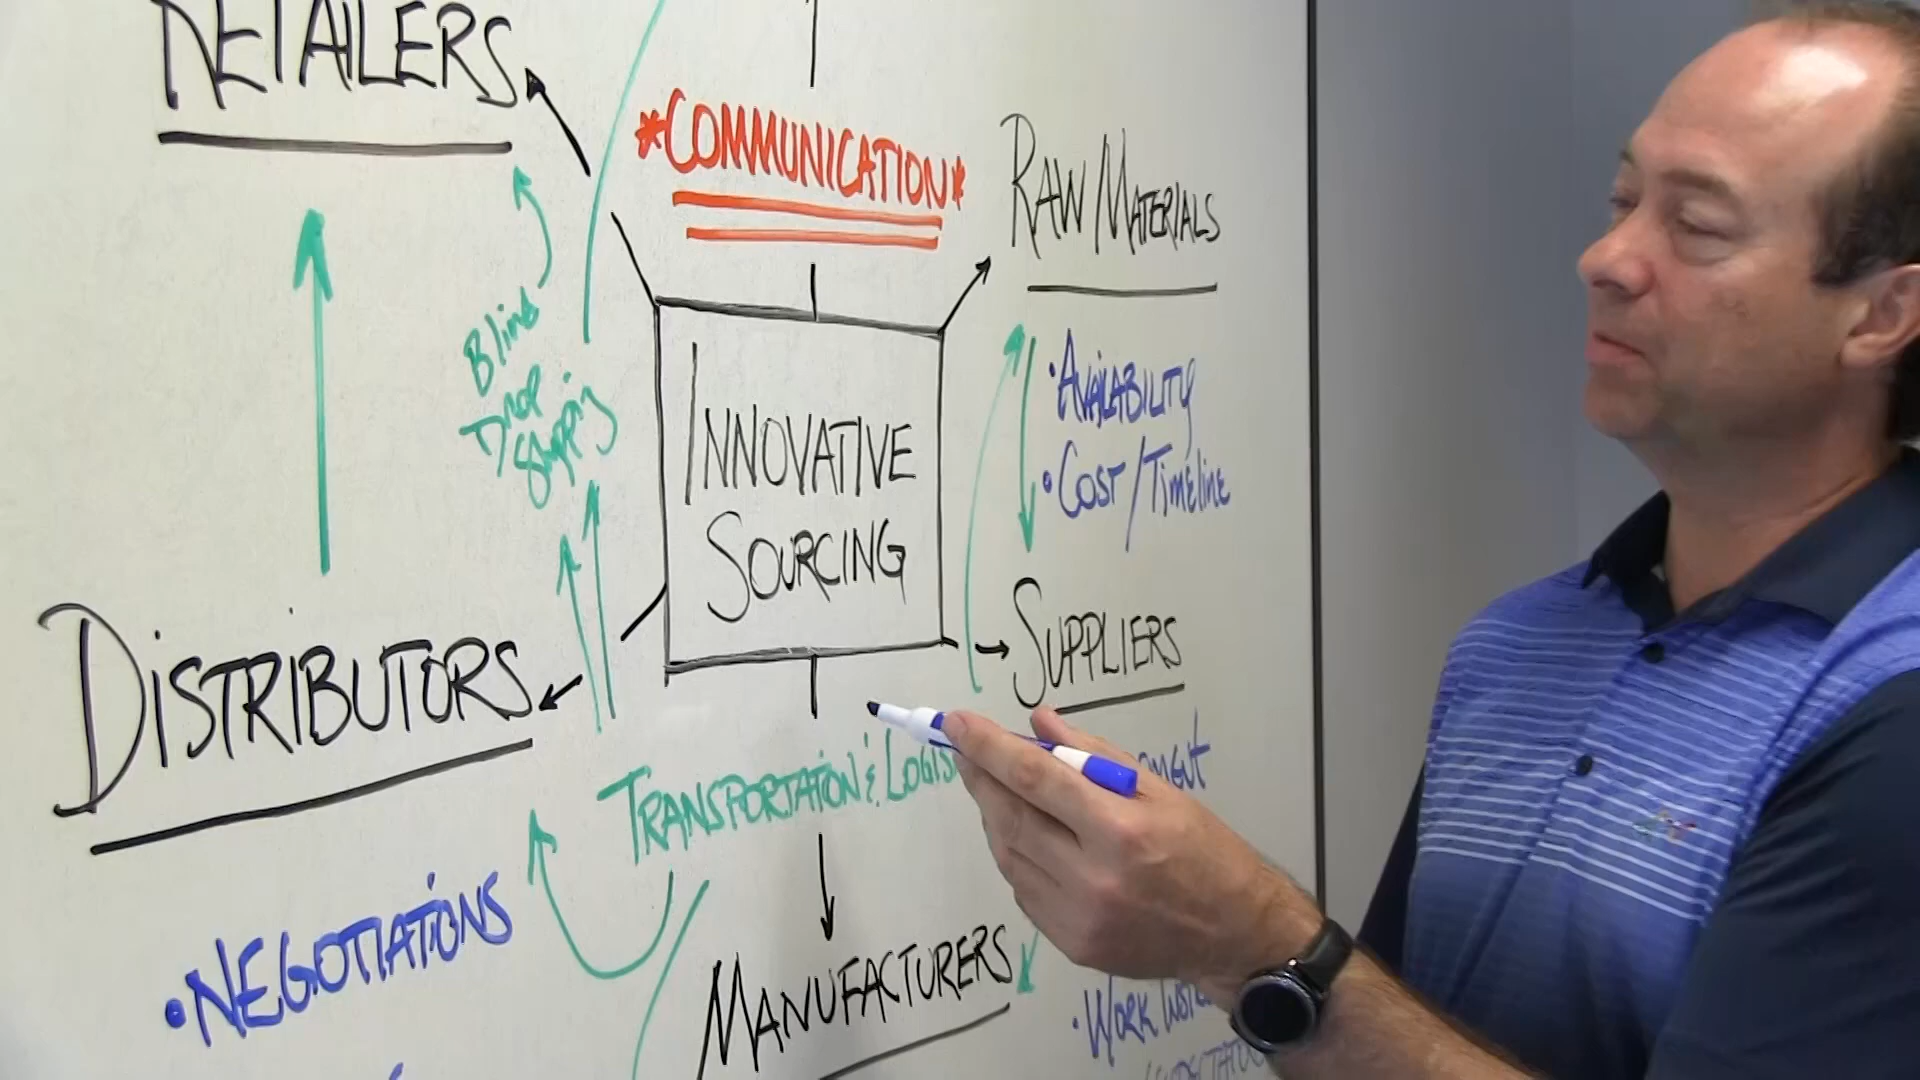 RETAILERS
*COMMUNICATION*
RAW MATERIALS
Blind
Drop
Shipping
• AVAILABILITY
• COST/TIMELINE
INNOVATIVE
SOURCING
SUPPLIERS
DISTRIBUTORS
TRANSPORTATION & LOGIS
• NEGOTIATIONS
MANUFACTURERS
• WORK